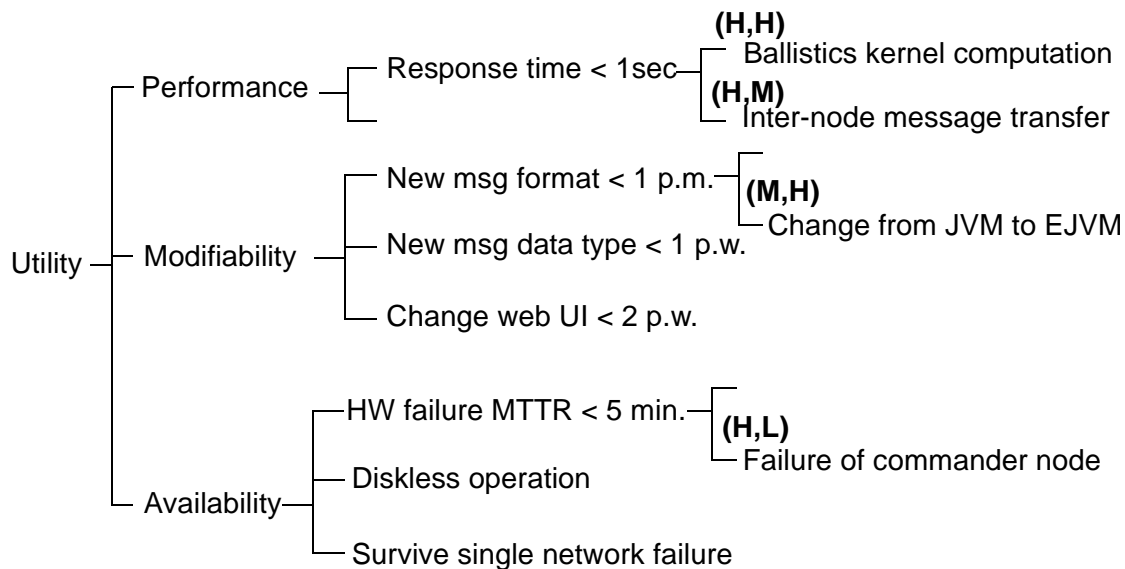 (H,H)
Ballistics kernel computation
Response time < 1sec
Performance
(H,M)
Inter-node message transfer
New msg format < 1 p.m.
(M,H)
Change from JVM to EJVM
New msg data type < 1 p.w.
Utility
Modifiability
Change web UI < 2 p.w.
HW failure MTTR < 5 min.
(H,L)
Failure of commander node
Diskless operation
Availability
Survive single network failure